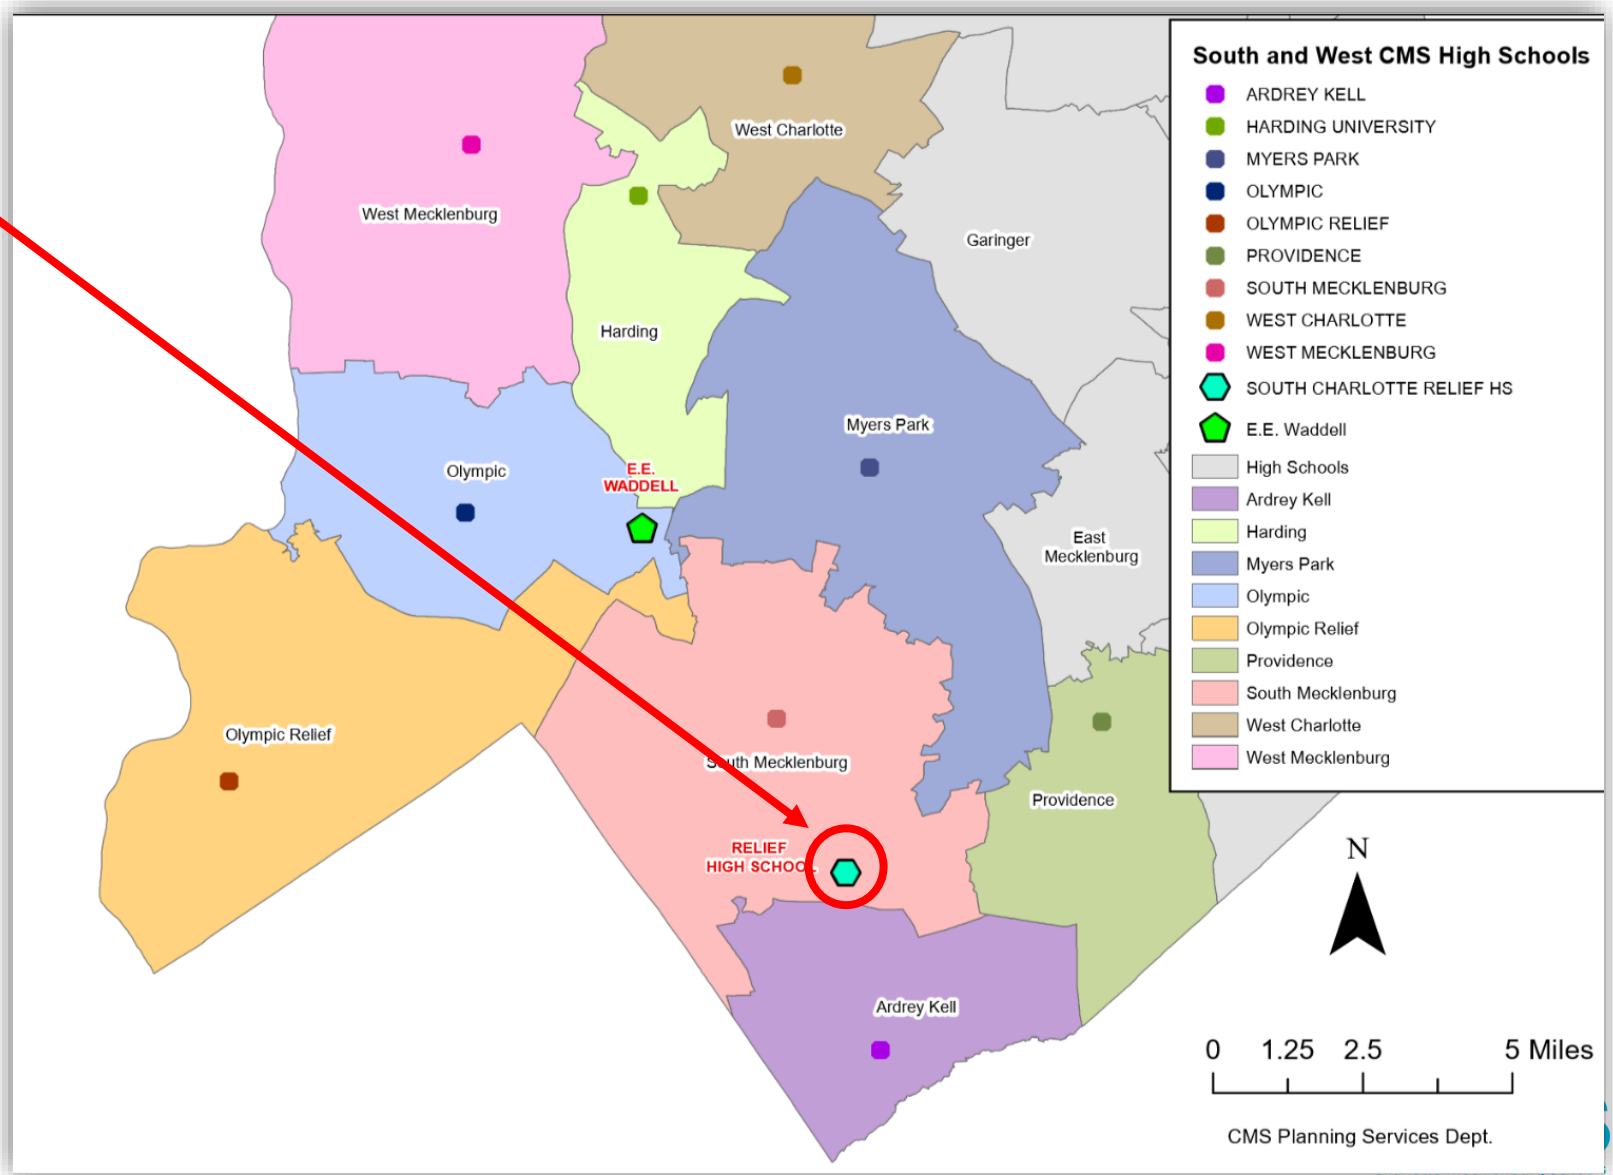 West Charlotte
West Mecklenburg
Garinger
Harding
Myers Park
Olympic
E.E.
WADDELL
East
Mecklenburg
Olympic Relief
South Mecklenburg
Providence
RELIEF
HIGH SCHOOL
Ardrey Kell
South and West CMS High Schools
ARDREY KELL
HARDING UNIVERSITY
MYERS PARK
OLYMPIC
OLYMPIC RELIEF
PROVIDENCE
SOUTH MECKLENBURG
WEST CHARLOTTE
WEST MECKLENBURG
SOUTH CHARLOTTE RELIEF HS
E.E. Waddell
High Schools
Ardrey Kell
Harding
Myers Park
Olympic
Olympic Relief
Providence
South Mecklenburg
West Charlotte
West Mecklenburg
N
0 1.25 2.5 5 Miles
CMS Planning Services Dept.